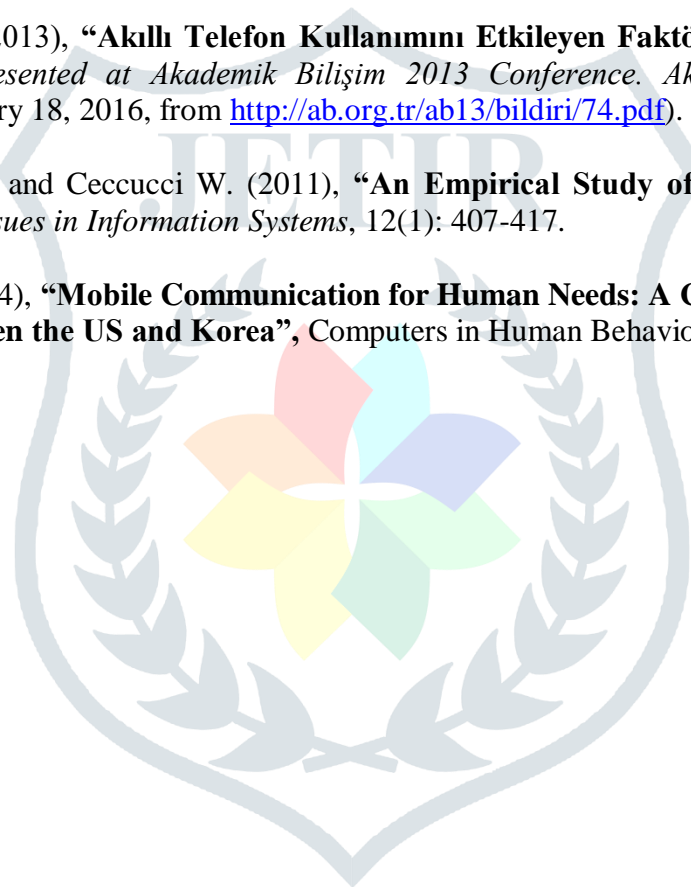 2013), “Akıllı Telefon Kullanımını Etkileyen Faktö
esented at Akademik Bilişim 2013 Conference. Ak
ry 18, 2016, from http://ab.org.tr/ab13/bildiri/74.pdf).
and Ceccucci W. (2011), “An Empirical Study of
sues in Information Systems, 12(1): 407-417.
4), “Mobile Communication for Human Needs: A C
en the US and Korea”, Computers in Human Behavio
JETIR